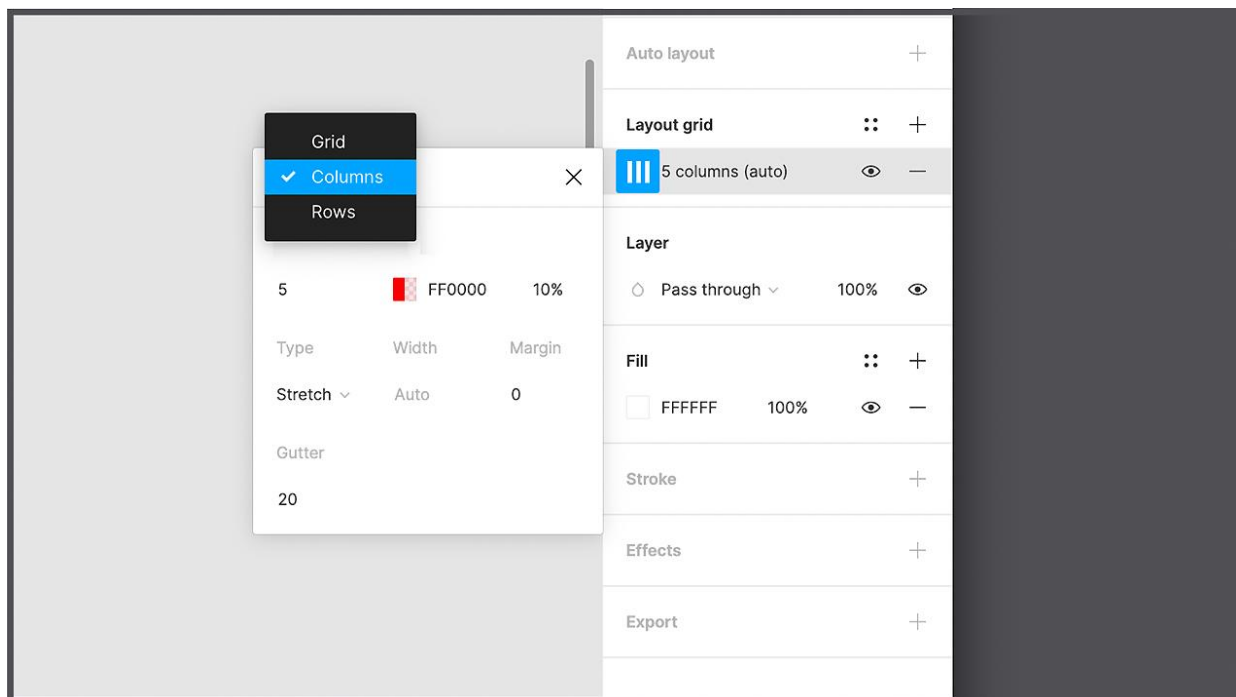 Grid
Columns
Rows
5 FF0000 10%
Type Width Margin
Stretch Auto 0
Gutter
20
Auto layout
Layout grid
5 columns (auto)
Layer
Pass through 100%
Fill
FFFFFF 100%
Stroke
Effects
Export